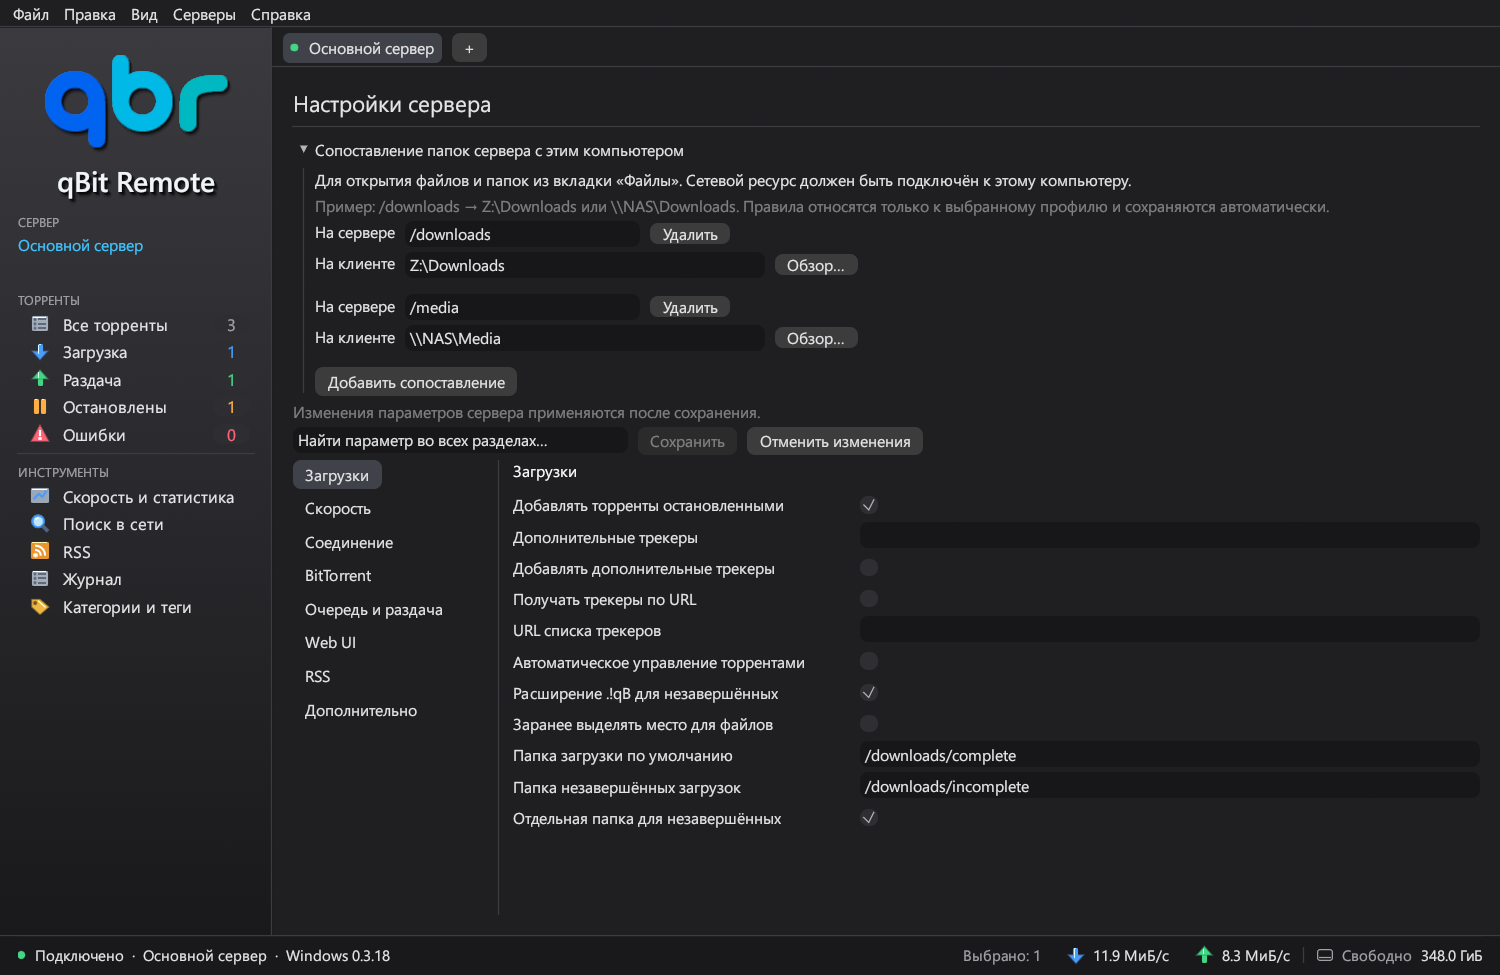 Файл Правка Вид Серверы Справка
qbr
qBit Remote
СЕРВЕР
Основной сервер
ТОРРЕНТЫ
Все торренты 3
Загрузка 1
Раздача 1
Остановлены 1
Ошибки 0
ИНСТРУМЕНТЫ
Скорость и статистика
Поиск в сети
RSS
Журнал
Категории и теги
Основной сервер +
Настройки сервера
Сопоставление папок сервера с этим компьютером
Для открытия файлов и папок из вкладки «Файлы». Сетевой ресурс должен быть подключён к этому компьютеру.
Пример: /downloads → Z:\Downloads или \\NAS\Downloads. Правила относятся только к выбранному профилю и сохраняются автоматически.
На сервере /downloads Удалить
На клиенте Z:\Downloads Обзор...
На сервере /media Удалить
На клиенте \\NAS\Media Обзор...
Добавить сопоставление
Изменения параметров сервера применяются после сохранения.
Найти параметр во всех разделах... Сохранить Отменить изменения
Загрузки
Скорость
Соединение
BitTorrent
Очередь и раздача
Web UI
RSS
Дополнительно
Загрузки
Добавлять торренты остановленными
Дополнительные трекеры
Добавлять дополнительные трекеры
Получать трекеры по URL
URL списка трекеров
Автоматическое управление торрентами
Расширение .!qB для незавершённых
Заранее выделять место для файлов
Папка загрузки по умолчанию /downloads/complete
Папка незавершённых загрузок /downloads/incomplete
Отдельная папка для незавершённых
Подключено · Основной сервер · Windows 0.3.18 Выбрано: 1 11.9 МиБ/с 8.3 МиБ/с Свободно 348.0 ГиБ